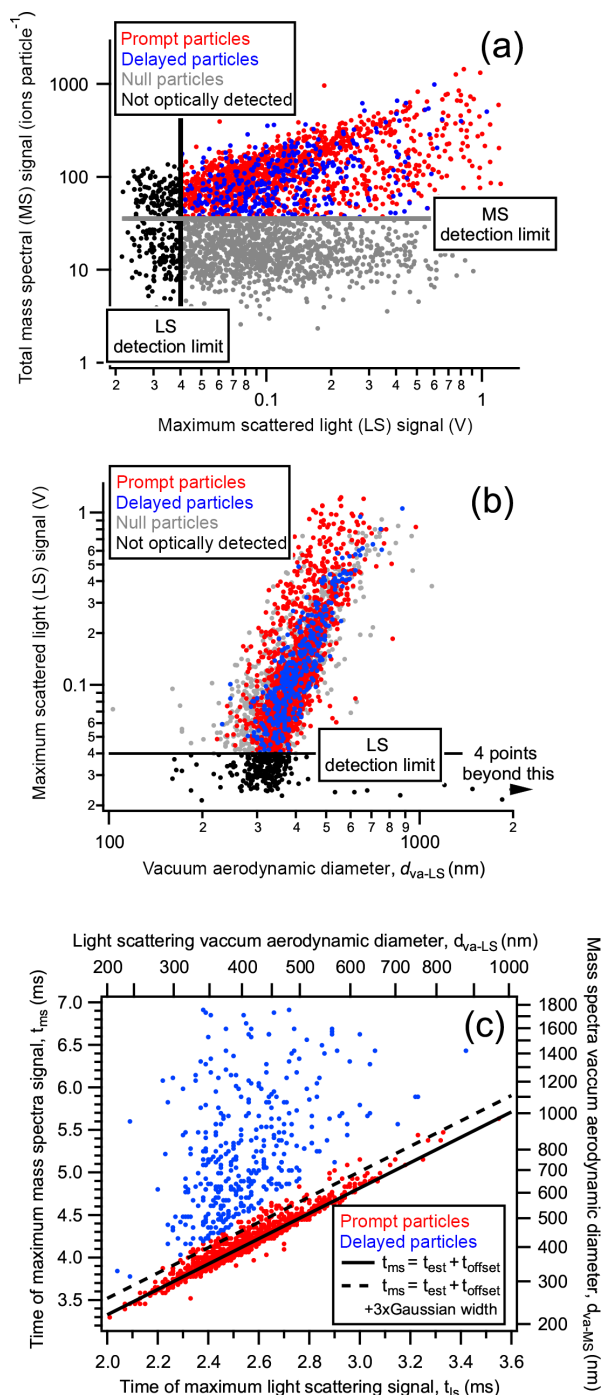 (a)
Prompt particles
Delayed particles
Null particles
Not optically detected
Total mass spectral (MS) signal (ions particle-1)
1000
100
10
1
MS
detection limit
LS
detection limit
2 3 4 5 6 7 8 0.1 2 3 4 5 6 7 8 1
Maximum scattered light (LS) signal (V)
(b)
Prompt particles
Delayed particles
Null particles
Not optically detected
Maximum scattered light (LS) signal (V)
1
6
5
4
3
2
0.1
6
5
4
3
2
LS
detection limit
4 points
beyond this
100 2 3 4 5 6 7 8 9 1000 2
Vacuum aerodynamic diameter, dva-LS (nm)
Light scattering vaccum aerodynamic diameter, dva-LS (nm)
200 300 400 500 600 700 800 1000
(c)
Time of maximum mass spectra signal, tms (ms)
7.0
6.5
6.0
5.5
5.0
4.5
4.0
3.5
Mass spectra vaccum aerodynamic diameter, dva-MS (nm)
1800
1600
1400
1200
1000
800
700
600
500
400
300
200
Prompt particles
Delayed particles
tms = test + toffset
tms = test + toffset
+3xGaussian width
2.0 2.2 2.4 2.6 2.8 3.0 3.2 3.4 3.6
Time of maximum light scattering signal, tls (ms)